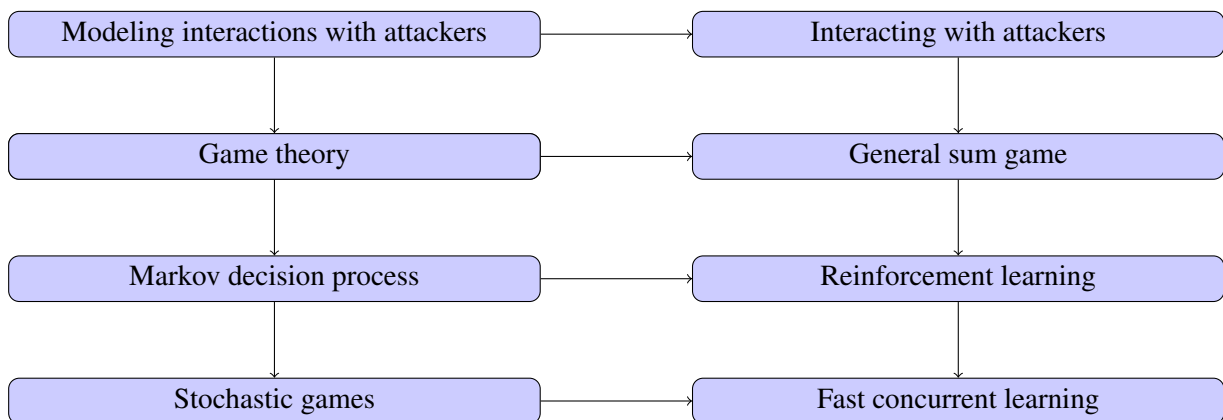 Modeling interactions with attackers
Interacting with attackers
Game theory
General sum game
Markov decision process
Reinforcement learning
Stochastic games
Fast concurrent learning